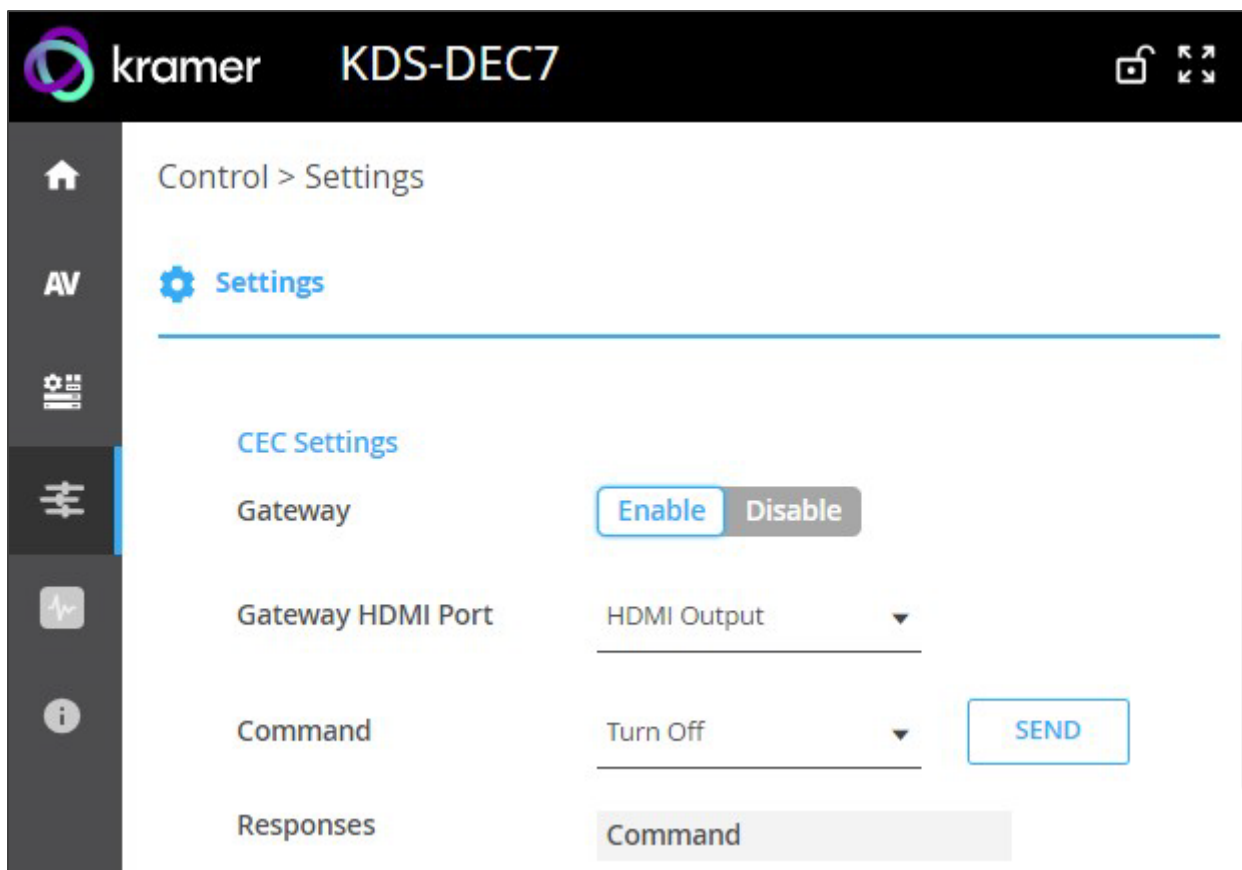 kramer KDS-DEC7
Control > Settings
AV
Settings
CEC Settings
Gateway Enable Disable
Gateway HDMI Port HDMI Output
Command Turn Off SEND
Responses Command